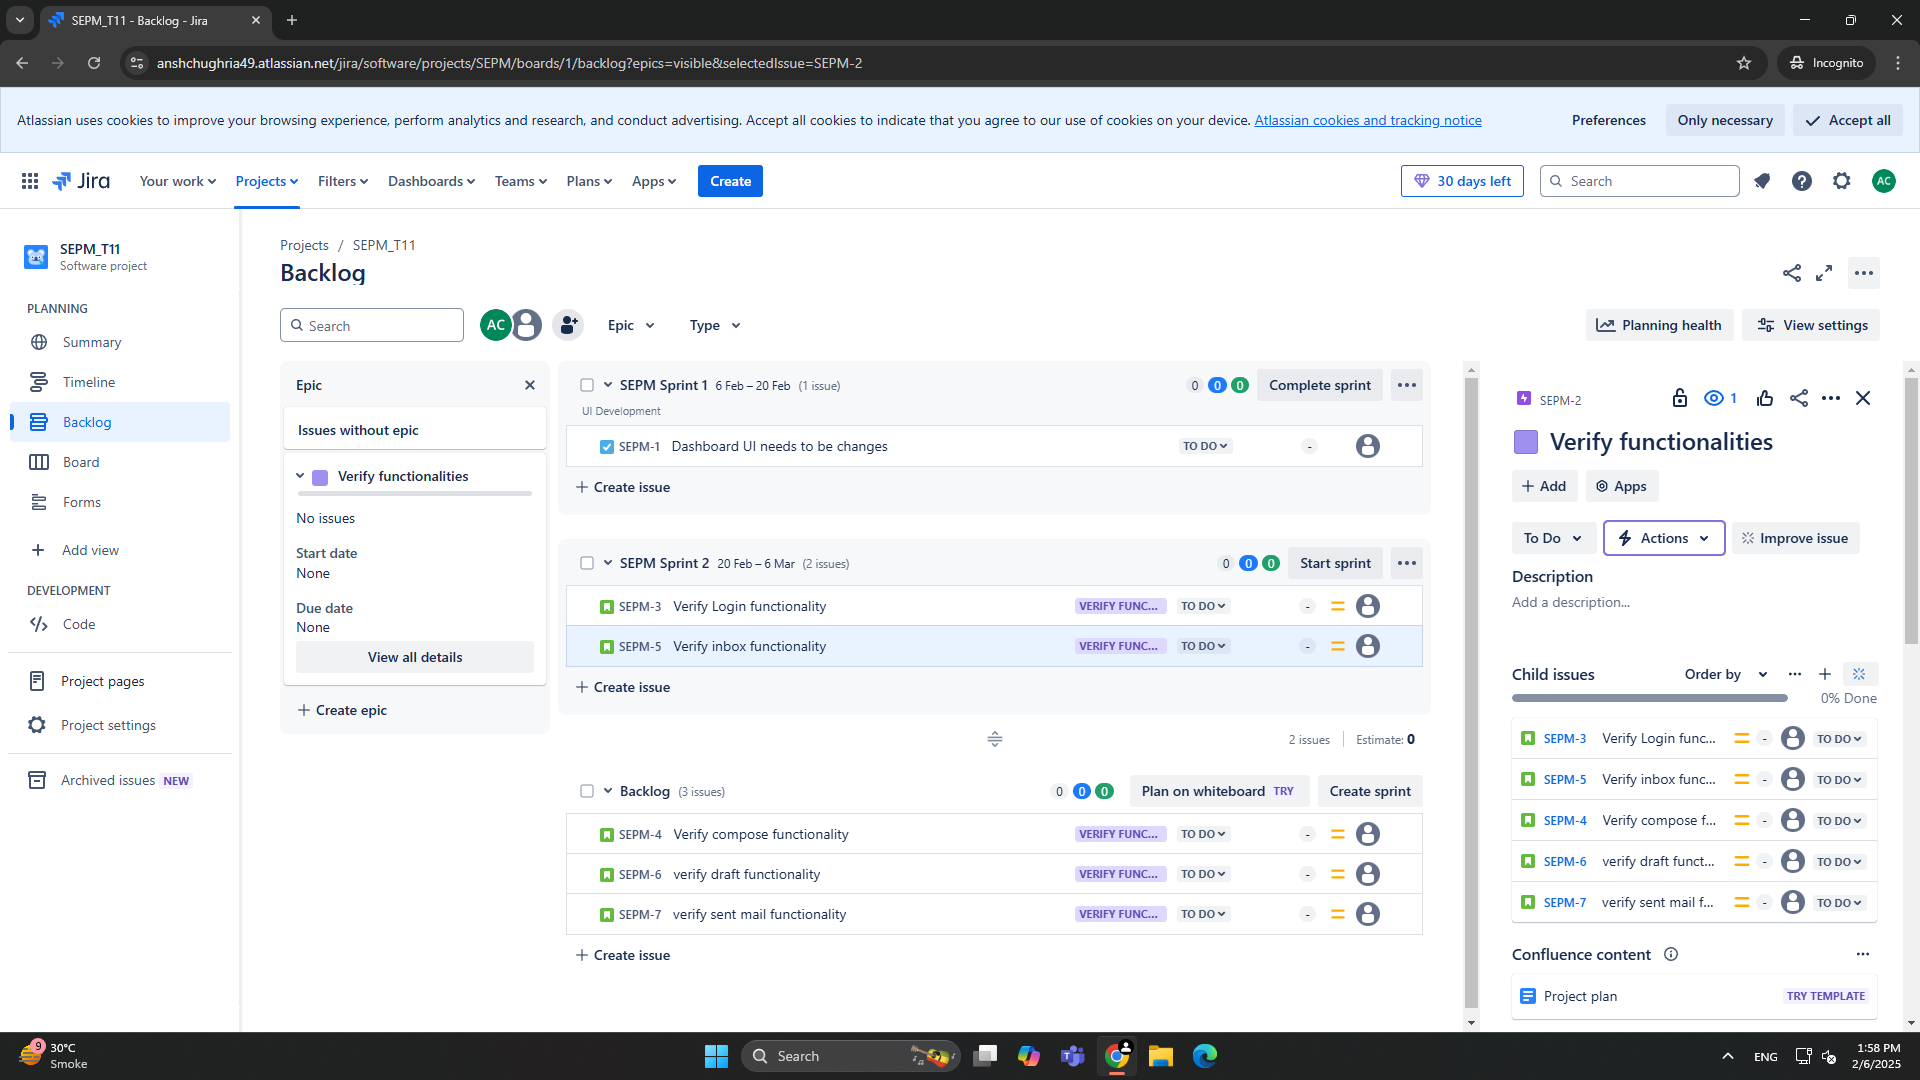 SEPM_T11 - Backlog - Jira
anshchughria49.atlassian.net/jira/software/projects/SEPM/boards/1/backlog?epics=visible&selectedIssue=SEPM-2
Incognito
Atlassian uses cookies to improve your browsing experience, perform analytics and research, and conduct advertising. Accept all cookies to indicate that you agree to our use of cookies on your device. Atlassian cookies and tracking notice
Preferences
Only necessary
Accept all
Jira
Your work
Projects
Filters
Dashboards
Teams
Plans
Apps
Create
30 days left
Search
AC
SEPM_T11
Software project
PLANNING
Summary
Timeline
Backlog
Board
Forms
Add view
DEVELOPMENT
Code
Project pages
Project settings
Archived issues NEW
Projects / SEPM_T11
Backlog
Search
AC
Epic
Type
Planning health
View settings
Epic
Issues without epic
Verify functionalities
No issues
Start date
None
Due date
None
View all details
Create epic
SEPM Sprint 1 6 Feb – 20 Feb (1 issue)
0 0 0
Complete sprint
UI Development
SEPM-1 Dashboard UI needs to be changes TO DO -
Create issue
SEPM Sprint 2 20 Feb – 6 Mar (2 issues)
0 0 0
Start sprint
SEPM-3 Verify Login functionality VERIFY FUNC... TO DO -
SEPM-5 Verify inbox functionality VERIFY FUNC... TO DO -
Create issue
2 issues Estimate: 0
Backlog (3 issues)
0 0 0
Plan on whiteboard TRY
Create sprint
SEPM-4 Verify compose functionality VERIFY FUNC... TO DO -
SEPM-6 verify draft functionality VERIFY FUNC... TO DO -
SEPM-7 verify sent mail functionality VERIFY FUNC... TO DO -
Create issue
SEPM-2
1
Verify functionalities
Add
Apps
To Do
Actions
Improve issue
Description
Add a description...
Child issues
Order by
0% Done
SEPM-3 Verify Login func... - TO DO
SEPM-5 Verify inbox func... - TO DO
SEPM-4 Verify compose f... - TO DO
SEPM-6 verify draft funct... - TO DO
SEPM-7 verify sent mail f... - TO DO
Confluence content
Project plan TRY TEMPLATE
9
30°C
Smoke
Search
ENG
1:58 PM
2/6/2025